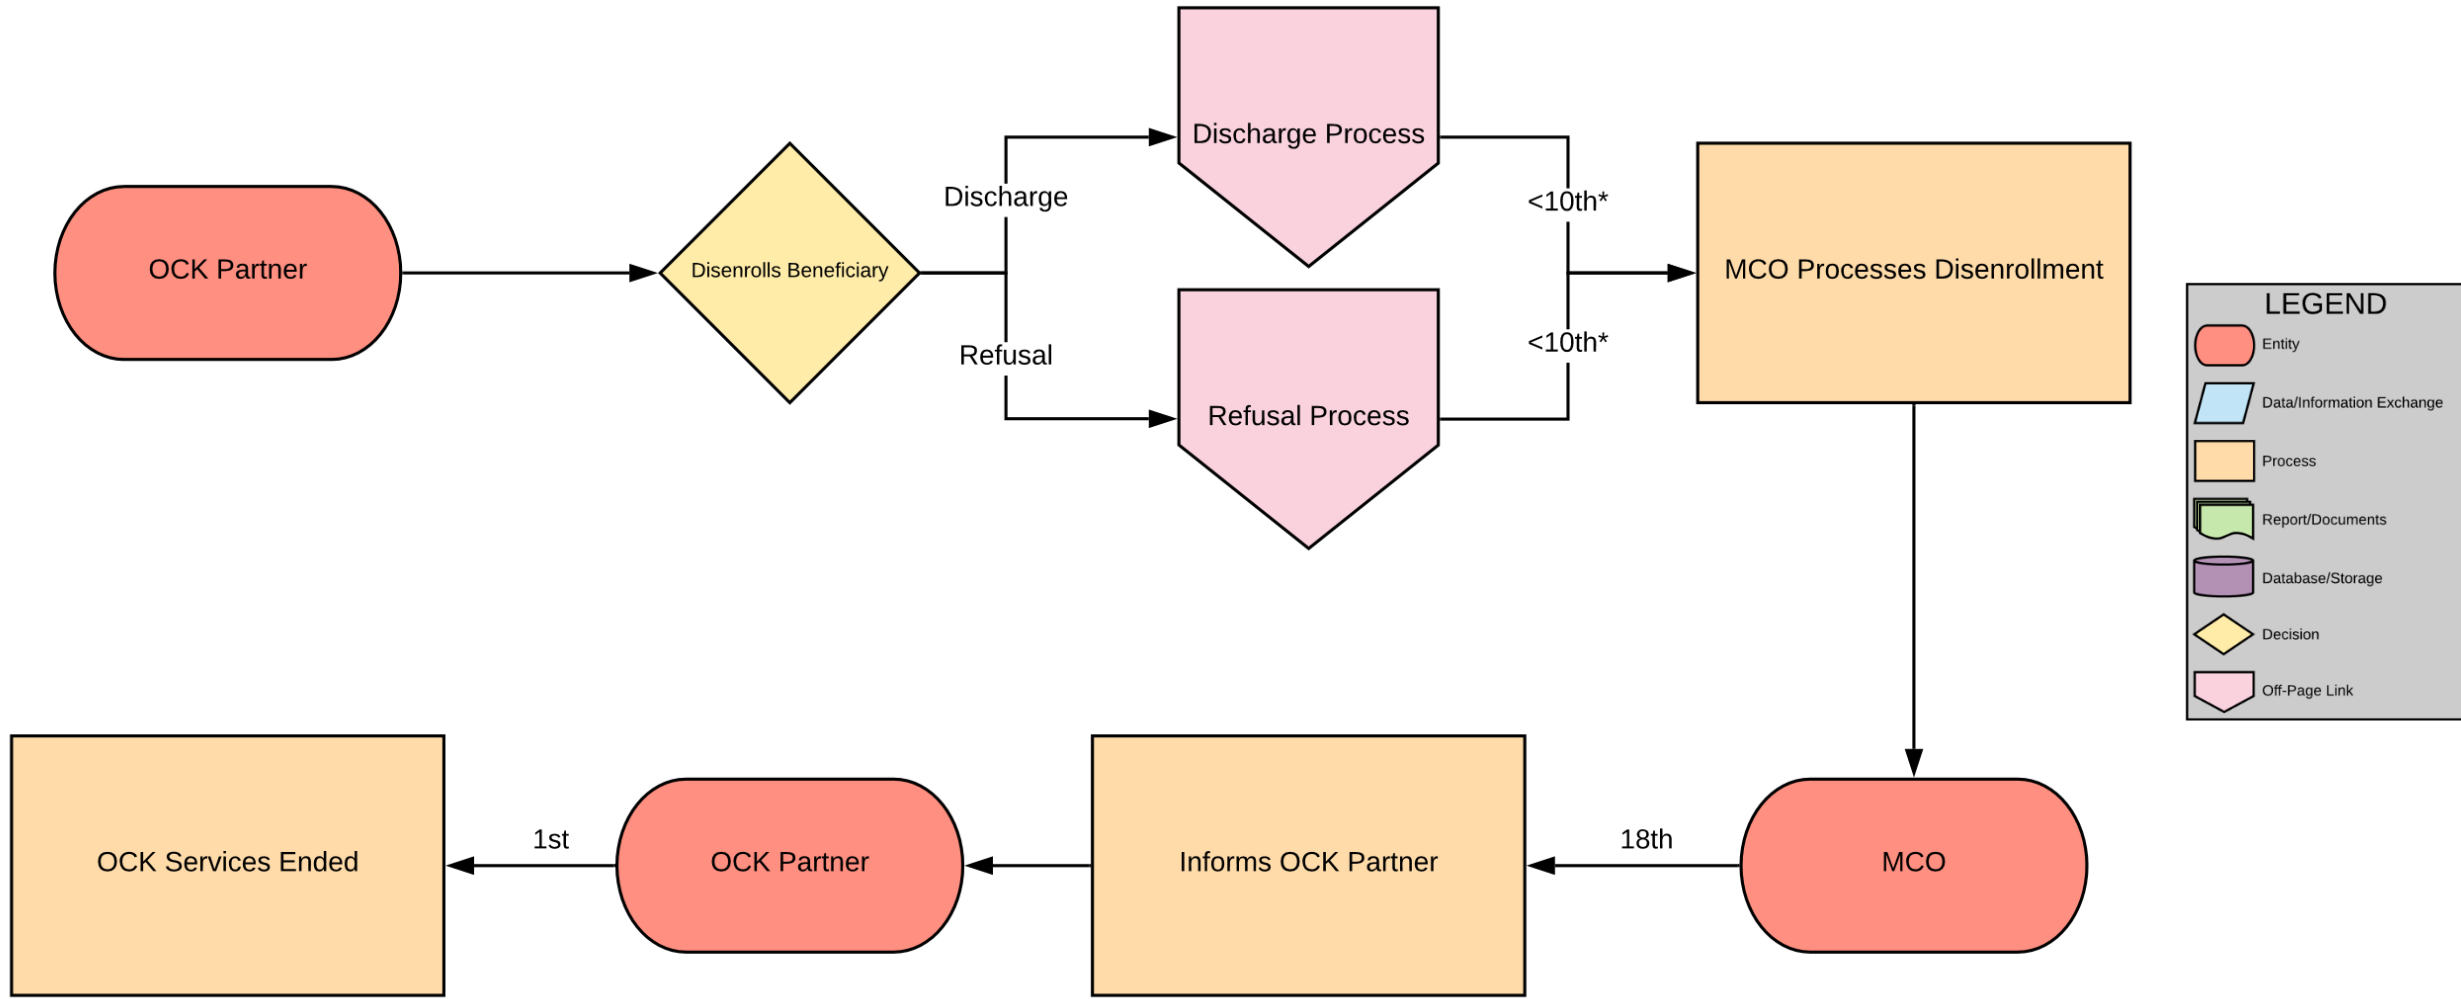 Discharge Process
Discharge
<10th*
OCK Partner
Disenrolls Beneficiary
MCO Processes Disenrollment
Refusal
<10th*
Refusal Process
LEGEND
Entity
Data/Information Exchange
Process
Report/Documents
Database/Storage
Decision
Off-Page Link
OCK Services Ended
1st
OCK Partner
Informs OCK Partner
18th
MCO